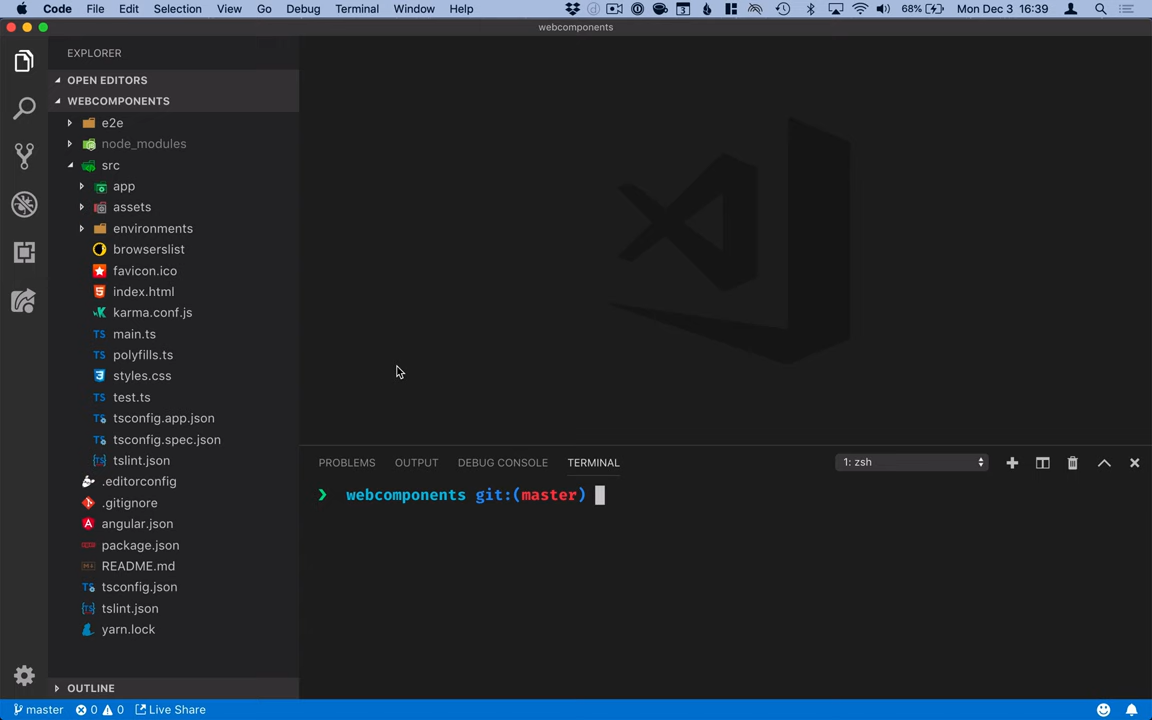 Code File Edit Selection View Go Debug Terminal Window Help 68% Mon Dec 3 16:39
webcomponents
EXPLORER
OPEN EDITORS
WEBCOMPONENTS
e2e
node_modules
src
app
assets
environments
browserslist
favicon.ico
index.html
karma.conf.js
main.ts
polyfills.ts
styles.css
test.ts
tsconfig.app.json
tsconfig.spec.json
tslint.json
.editorconfig
.gitignore
angular.json
package.json
README.md
tsconfig.json
tslint.json
yarn.lock
OUTLINE
PROBLEMS OUTPUT DEBUG CONSOLE TERMINAL 1: zsh
❯ webcomponents git:(master)
master 0 0 Live Share